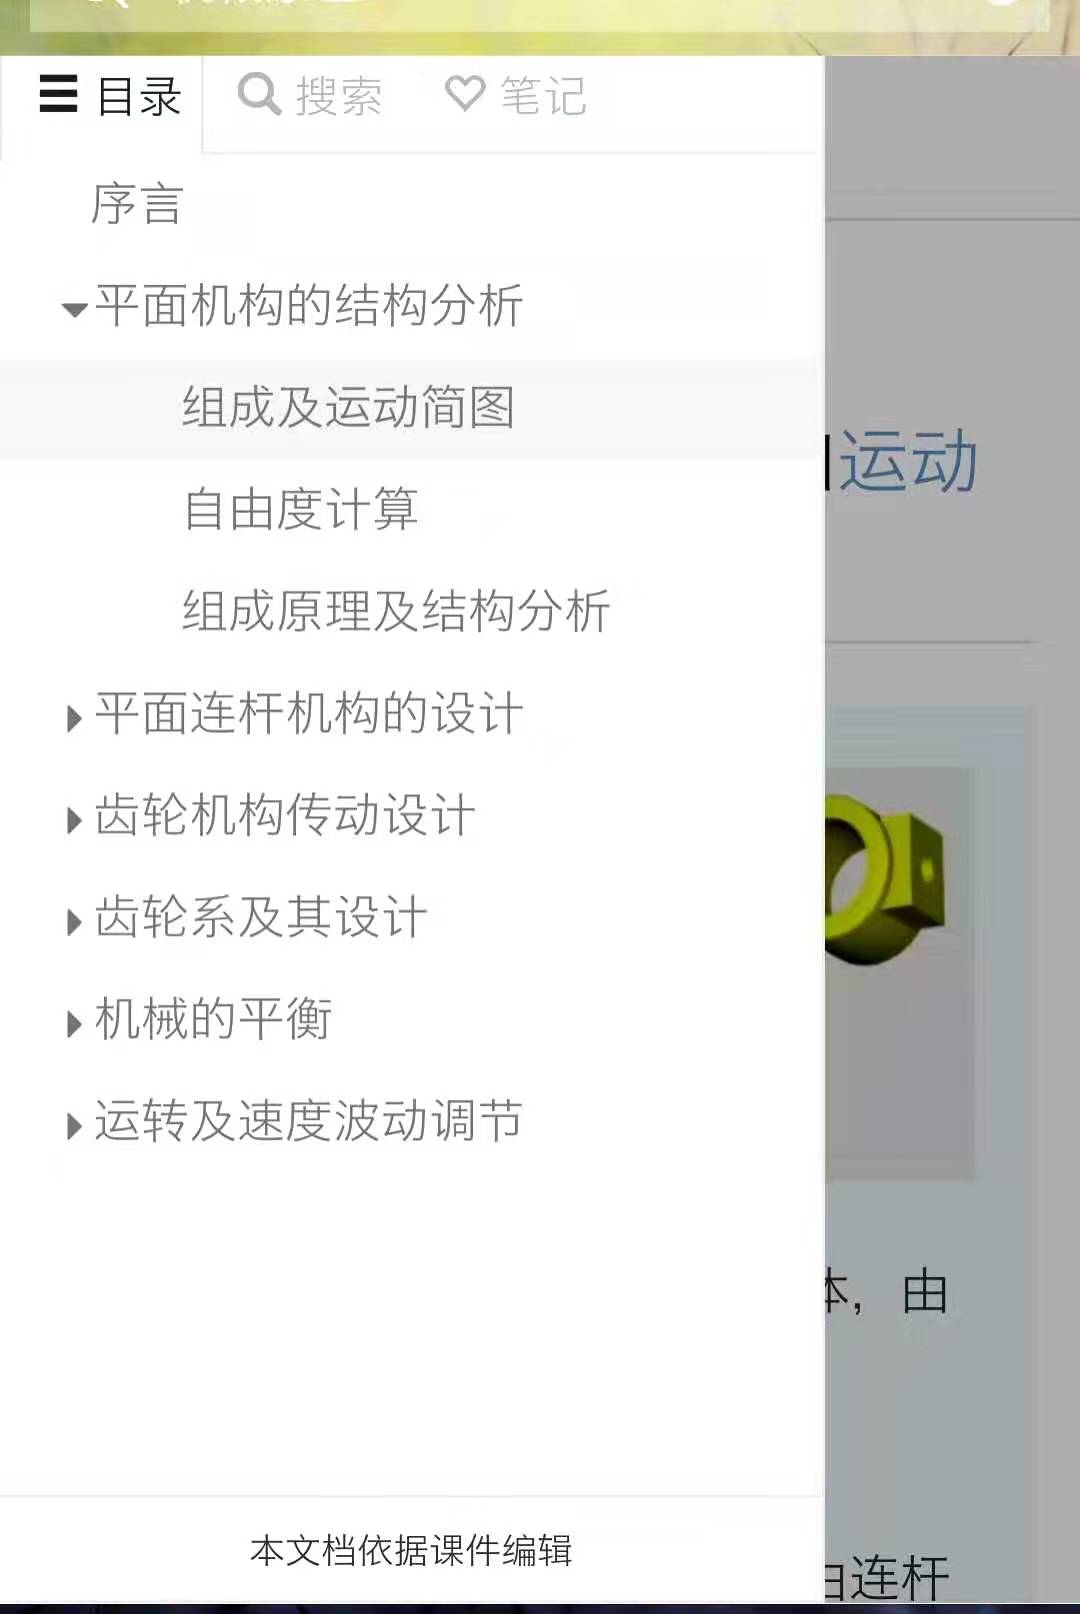 目录 搜索 笔记
序言
平面机构的结构分析
组成及运动简图
运动
自由度计算
组成原理及结构分析
平面连杆机构的设计
齿轮机构传动设计
齿轮系及其设计
机械的平衡
运转及速度波动调节
体，由
本文档依据课件编辑
由连杆